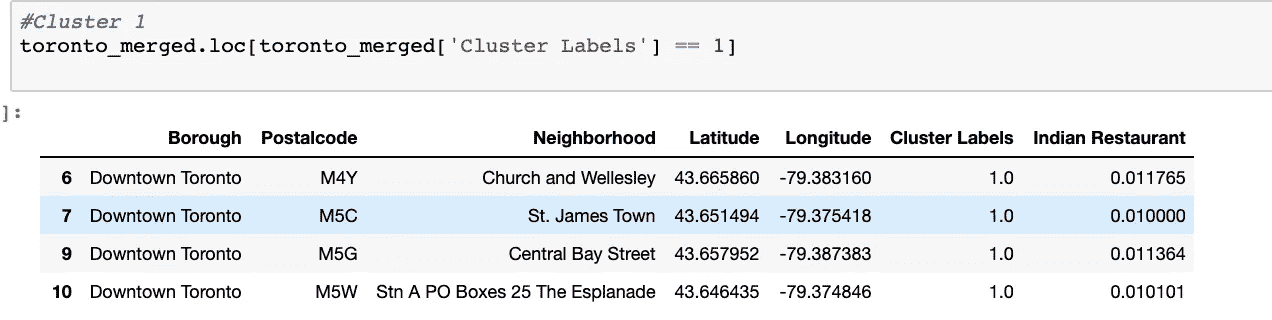 #Cluster 1
toronto_merged.loc[toronto_merged['Cluster Labels'] == 1]
]:
Borough Postalcode Neighborhood Latitude Longitude Cluster Labels Indian Restaurant
6 Downtown Toronto M4Y Church and Wellesley 43.665860 -79.383160 1.0 0.011765
7 Downtown Toronto M5C St. James Town 43.651494 -79.375418 1.0 0.010000
9 Downtown Toronto M5G Central Bay Street 43.657952 -79.387383 1.0 0.011364
10 Downtown Toronto M5W Stn A PO Boxes 25 The Esplanade 43.646435 -79.374846 1.0 0.010101